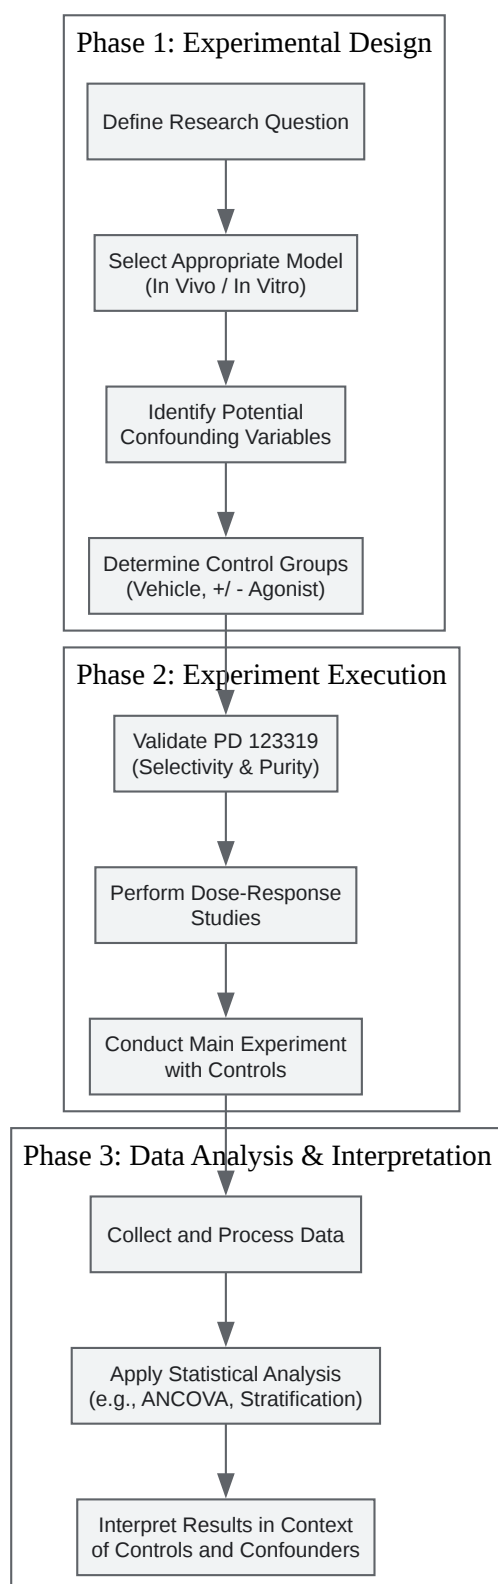 Phase 1: Experimental Design
Define Research Question
Select Appropriate Model
(In Vivo / In Vitro)
Identify Potential
Confounding Variables
Determine Control Groups
(Vehicle, +/ - Agonist)
Phase 2: Experiment Execution
Validate PD 123319
(Selectivity & Purity)
Perform Dose-Response
Studies
Conduct Main Experiment
with Controls
Phase 3: Data Analysis & Interpretation
Collect and Process Data
Apply Statistical Analysis
(e.g., ANCOVA, Stratification)
Interpret Results in Context
of Controls and Confounders